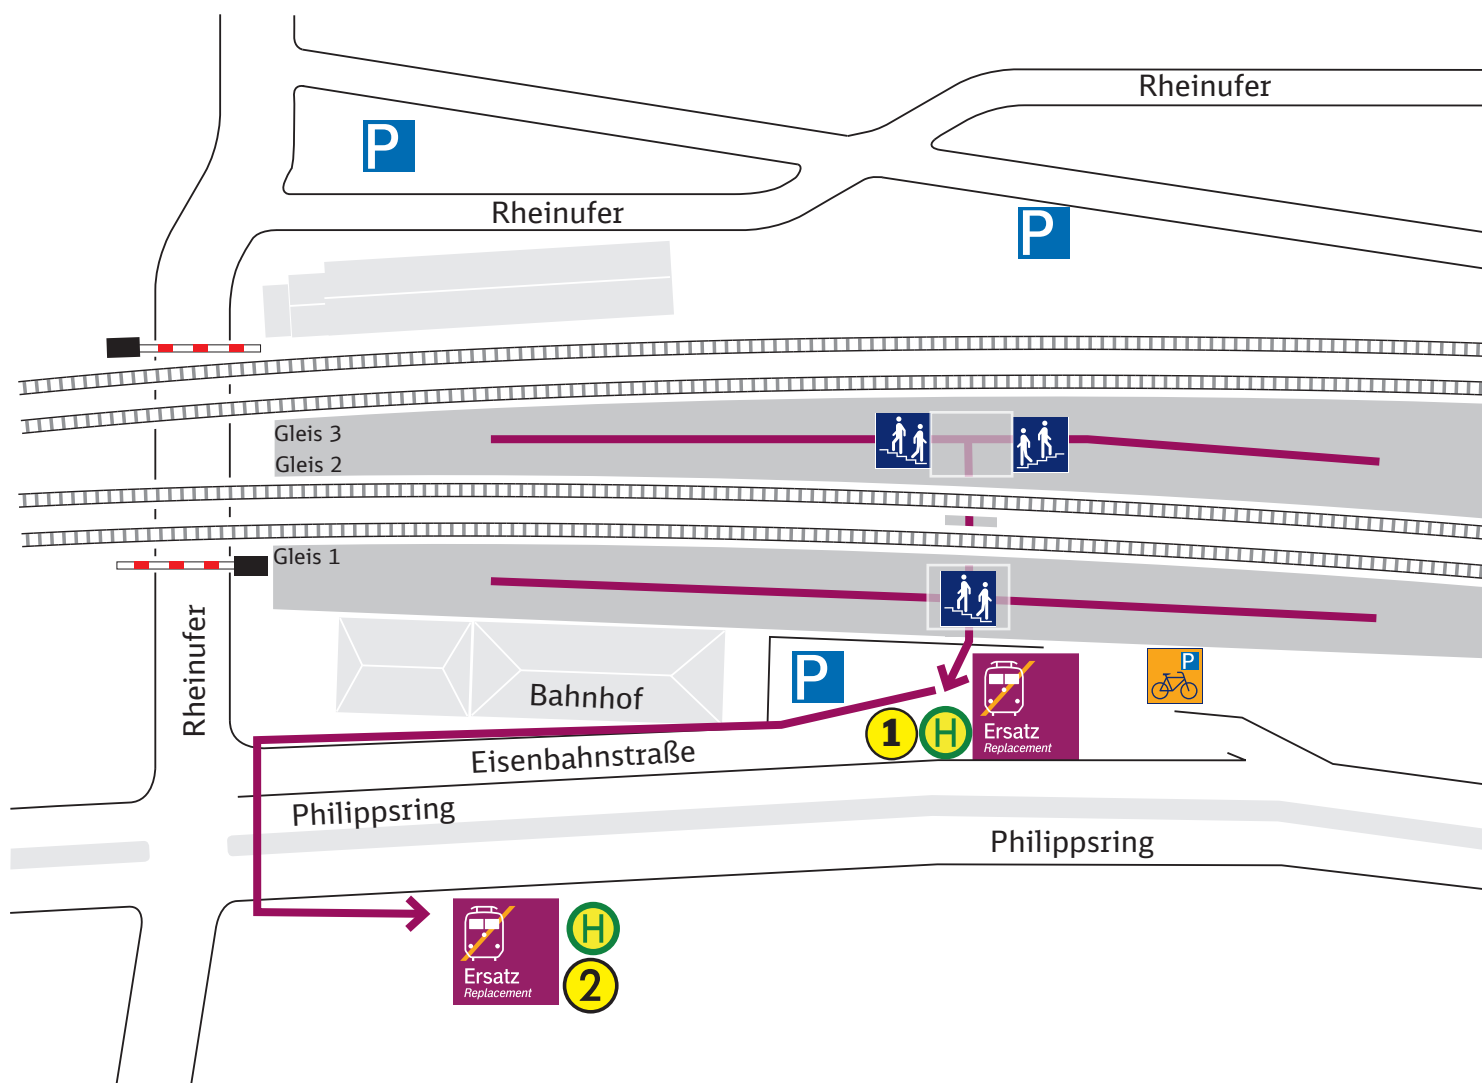 Rheinufer
P
Rheinufer
P
Gleis 3
Gleis 2
Gleis 1
Rheinufer
Bahnhof
P
P
1
H
Ersatz
Replacement
Eisenbahnstraße
Philippsring
Philippsring
Ersatz
Replacement
H
2